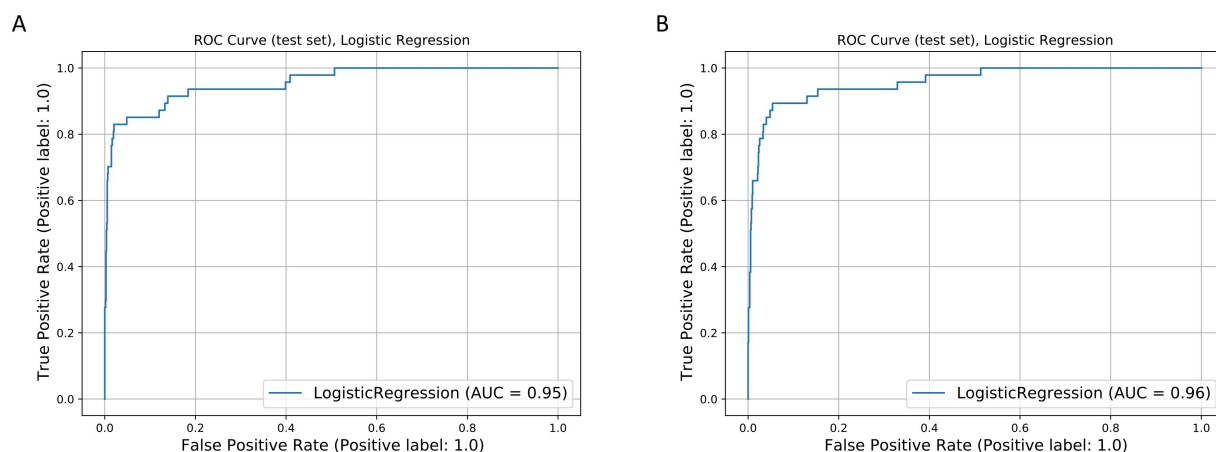 A
ROC Curve (test set), Logistic Regression
True Positive Rate (Positive label: 1.0)
1.0
0.8
0.6
0.4
0.2
0.0
LogisticRegression (AUC = 0.95)
0.0 0.2 0.4 0.6 0.8 1.0
False Positive Rate (Positive label: 1.0)
B
ROC Curve (test set), Logistic Regression
True Positive Rate (Positive label: 1.0)
1.0
0.8
0.6
0.4
0.2
0.0
LogisticRegression (AUC = 0.96)
0.0 0.2 0.4 0.6 0.8 1.0
False Positive Rate (Positive label: 1.0)